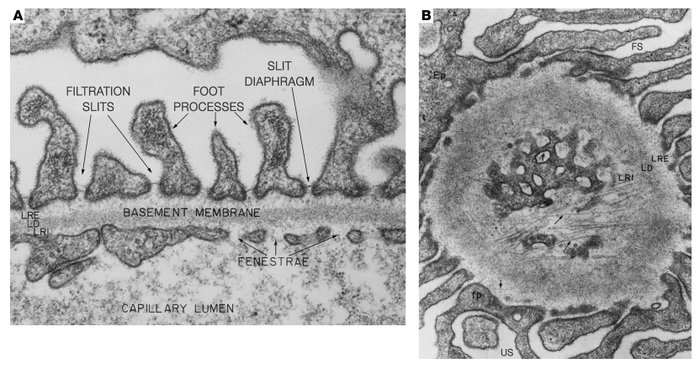 A
FILTRATION
SLITS
FOOT
PROCESSES
SLIT
DIAPHRAGM
LRE
LD
LRI
BASEMENT MEMBRANE
FENESTRAE
CAPILLARY LUMEN
B
FS
Ep
f
LRE
LD
LRI
fp
US